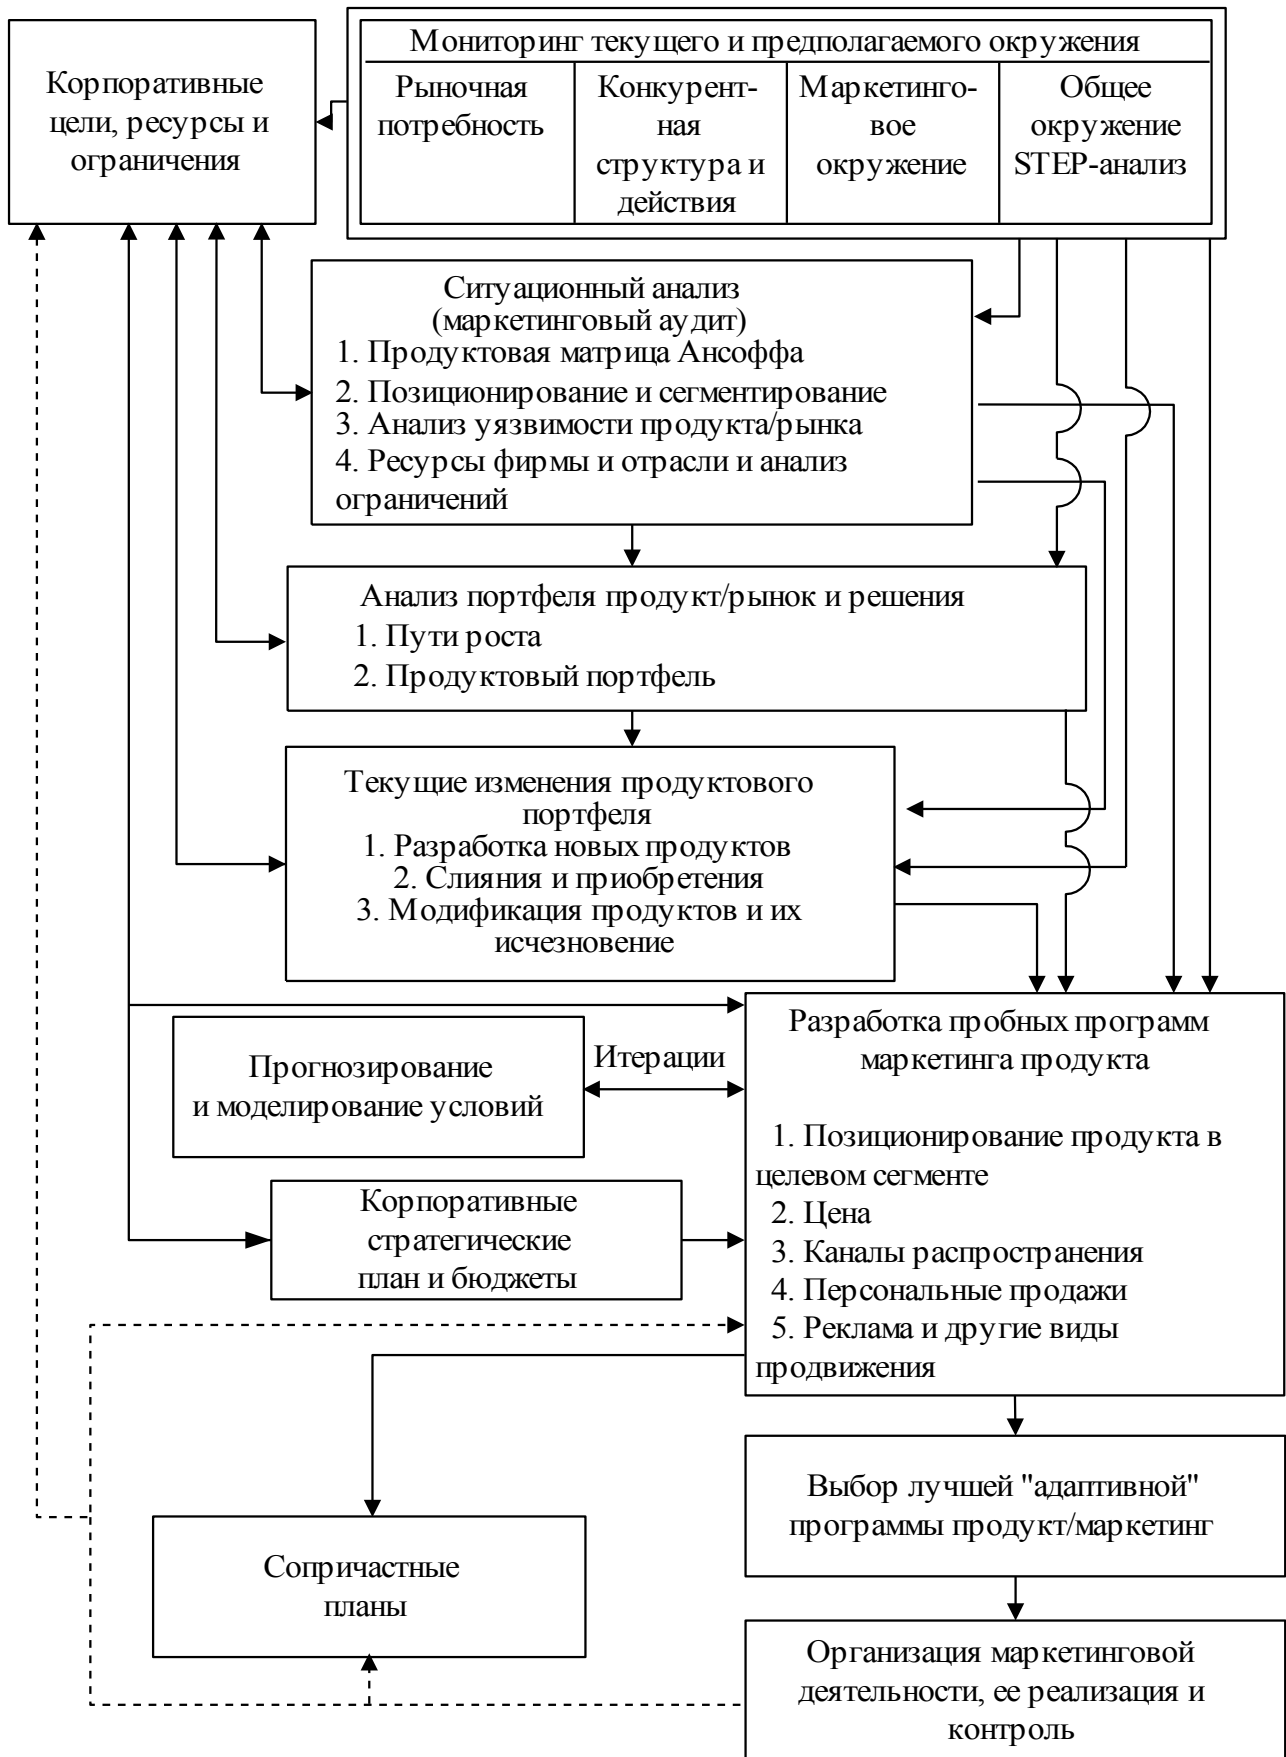 Корпоративные
цели, ресурсы и
ограничения
Мониторинг текущего и предполагаемого окружения
Рыночная
потребность
Конкурент-
ная
структура и
действия
Маркетинго-
вое
окружение
Общее
окружение
STEP-анализ
Ситуационный анализ
(маркетинговый аудит)
1. Продуктовая матрица Ансоффа
2. Позиционирование и сегментирование
3. Анализ уязвимости продукта/рынка
4. Ресурсы фирмы и отрасли и анализ
ограничений
Анализ портфеля продукт/рынок и решения
1. Пути роста
2. Продуктовый портфель
Текущие изменения продуктового
портфеля
1. Разработка новых продуктов
2. Слияния и приобретения
3. Модификация продуктов и их
исчезновение
Прогнозирование
и моделирование условий
Итерации
Разработка пробных программ
маркетинга продукта
1. Позиционирование продукта в
целевом сегменте
2. Цена
3. Каналы распространения
4. Персональные продажи
5. Реклама и другие виды
продвижения
Корпоративные
стратегические
план и бюджеты
Выбор лучшей "адаптивной"
программы продукт/маркетинг
Сопричастные
планы
Организация маркетинговой
деятельности, ее реализация и
контроль